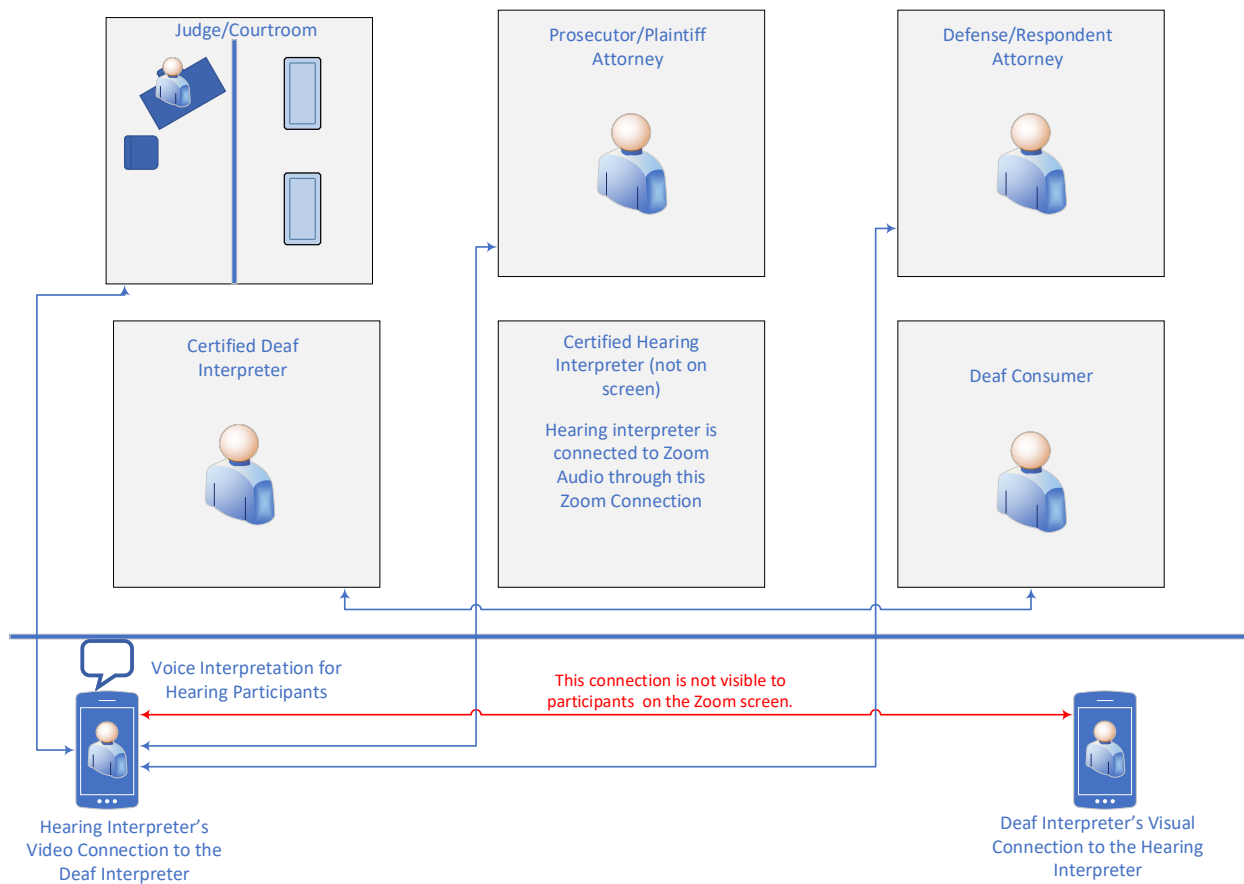 Judge/Courtroom
Prosecutor/Plaintiff
Attorney
Defense/Respondent
Attorney
Certified Deaf
Interpreter
Certified Hearing
Interpreter (not on
screen)
Hearing interpreter is
connected to Zoom
Audio through this
Zoom Connection
Deaf Consumer
Voice Interpretation for
Hearing Participants
This connection is not visible to
participants on the Zoom screen.
Hearing Interpreter’s
Video Connection to the
Deaf Interpreter
Deaf Interpreter’s Visual
Connection to the Hearing
Interpreter